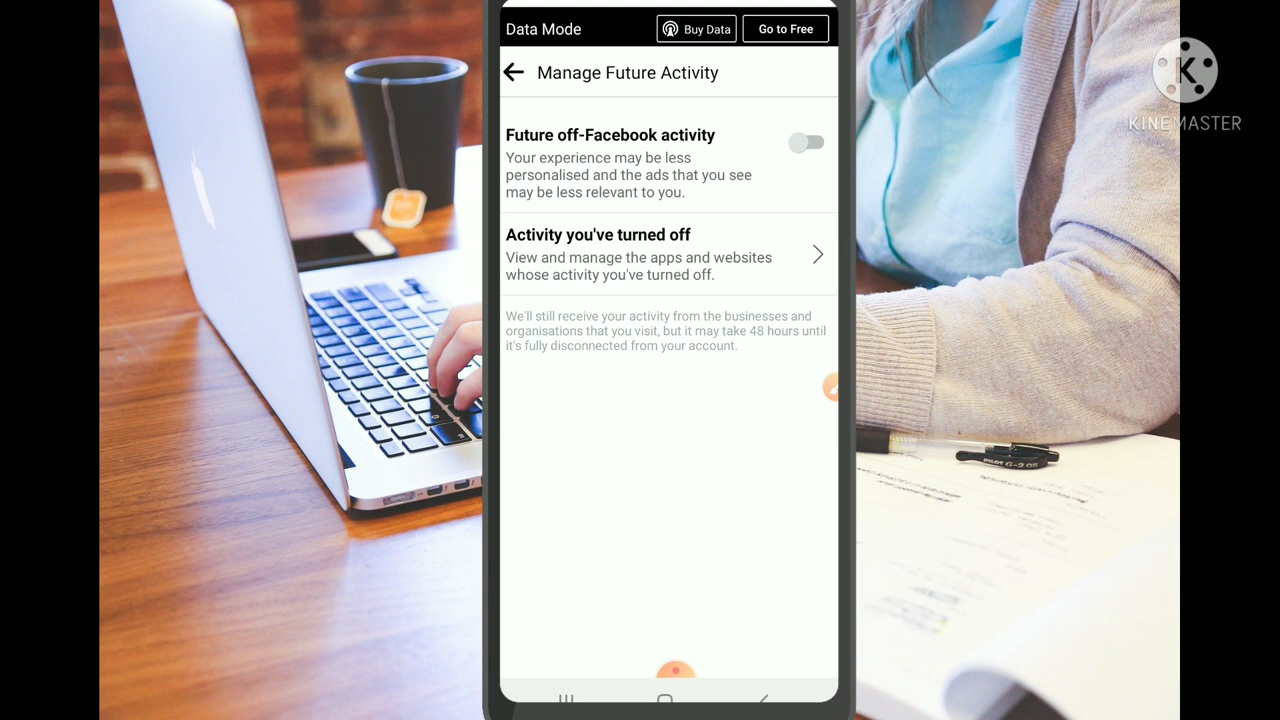 Data Mode
Buy Data
Go to Free
Manage Future Activity
Future off-Facebook activity
Your experience may be less
personalised and the ads that you see
may be less relevant to you.
Activity you've turned off
View and manage the apps and websites
whose activity you've turned off.
We'll still receive your activity from the businesses and
organisations that you visit, but it may take 48 hours until
it's fully disconnected from your account.
K
KINEMASTER
PILOT G-2 05